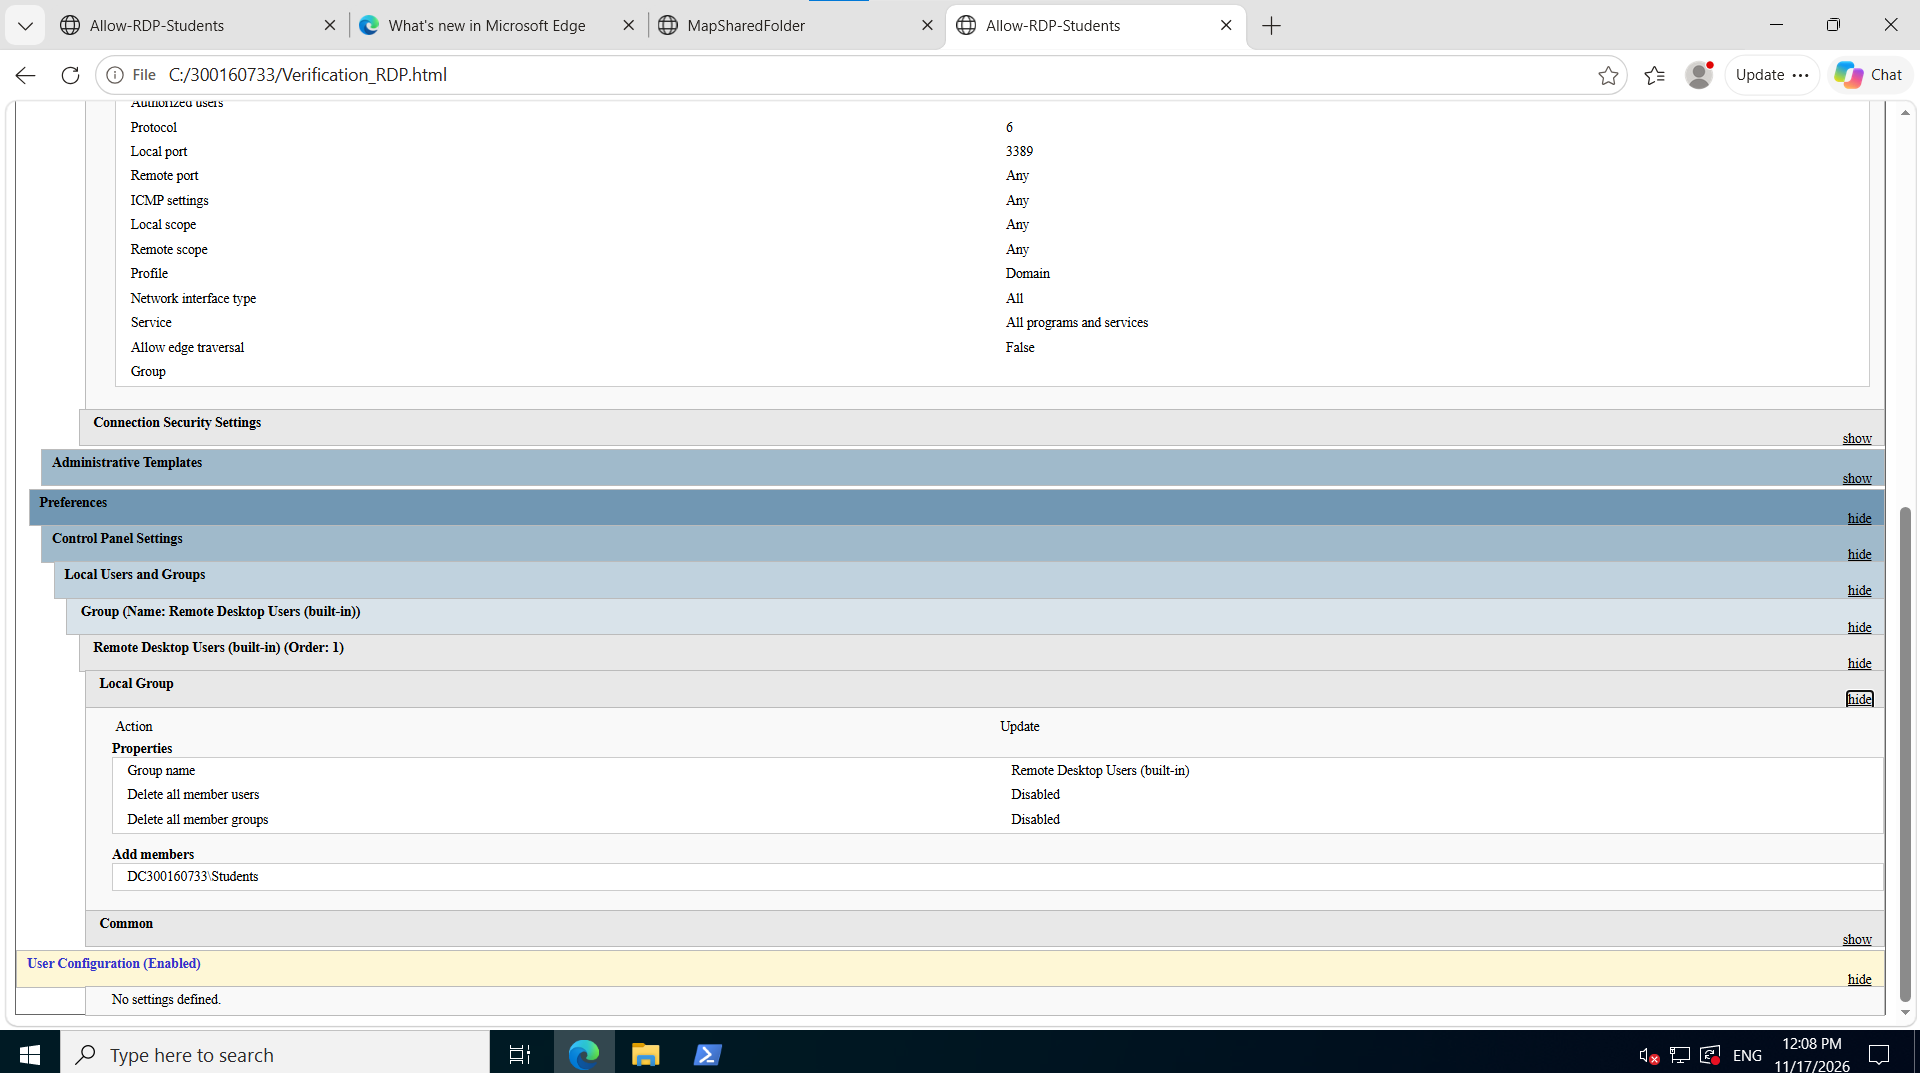 Allow-RDP-Students
What's new in Microsoft Edge
MapSharedFolder
Allow-RDP-Students
File C:/300160733/Verification_RDP.html
Update
Chat
Authorized users
Protocol 6
Local port 3389
Remote port Any
ICMP settings Any
Local scope Any
Remote scope Any
Profile Domain
Network interface type All
Service All programs and services
Allow edge traversal False
Group
Connection Security Settings
show
Administrative Templates
show
Preferences
hide
Control Panel Settings
hide
Local Users and Groups
hide
Group (Name: Remote Desktop Users (built-in))
hide
Remote Desktop Users (built-in) (Order: 1)
hide
Local Group
hide
Action Update
Properties
Group name Remote Desktop Users (built-in)
Delete all member users Disabled
Delete all member groups Disabled
Add members
DC300160733\Students
Common
show
User Configuration (Enabled)
hide
No settings defined.
Type here to search
ENG
12:08 PM
11/17/2026